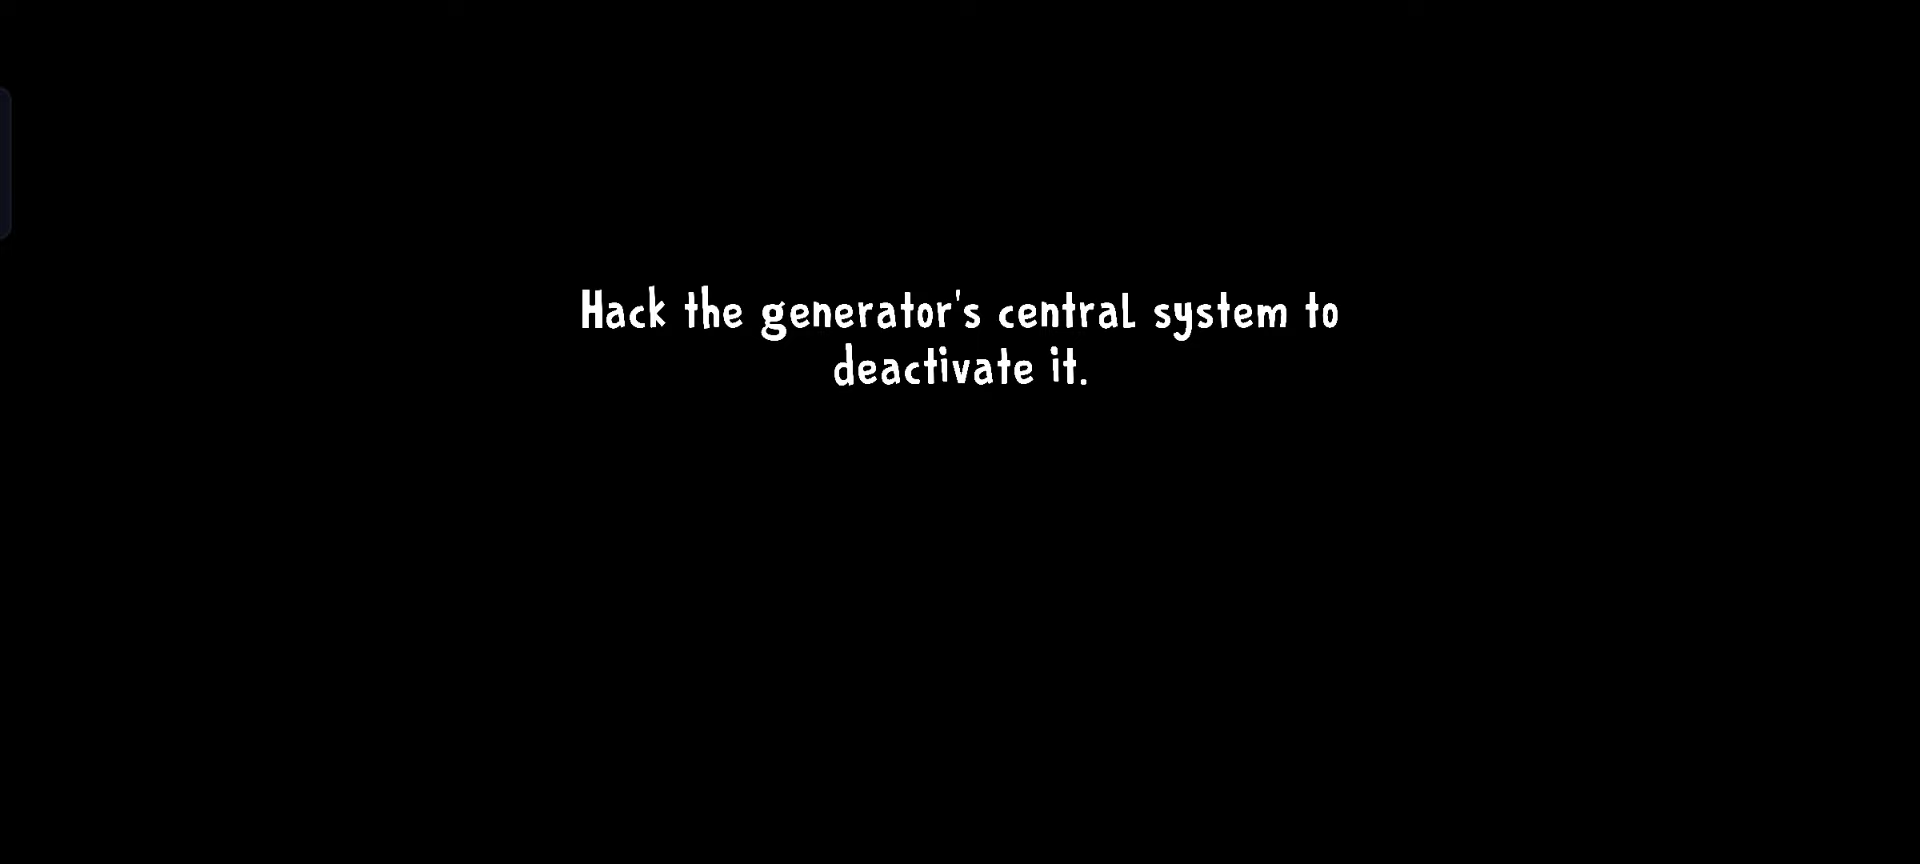 Hack the generator's central system to
deactivate it.